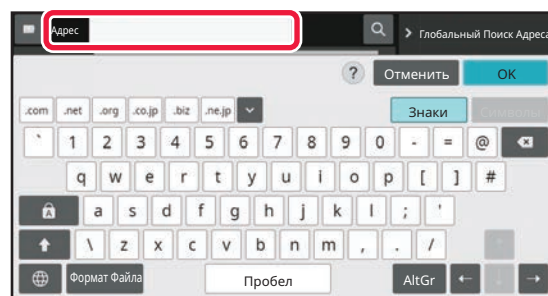 Адрес
Глобальный Поиск Адреса
? Отменить OK
.com .net .org .co.jp .biz .ne.jp Знаки Символы
` 1 2 3 4 5 6 7 8 9 0 - = @
q w e r t y u i o p [ ] #
a s d f g h j k l ; '
\ z x c v b n m , . /
Формат Файла Пробел AltGr